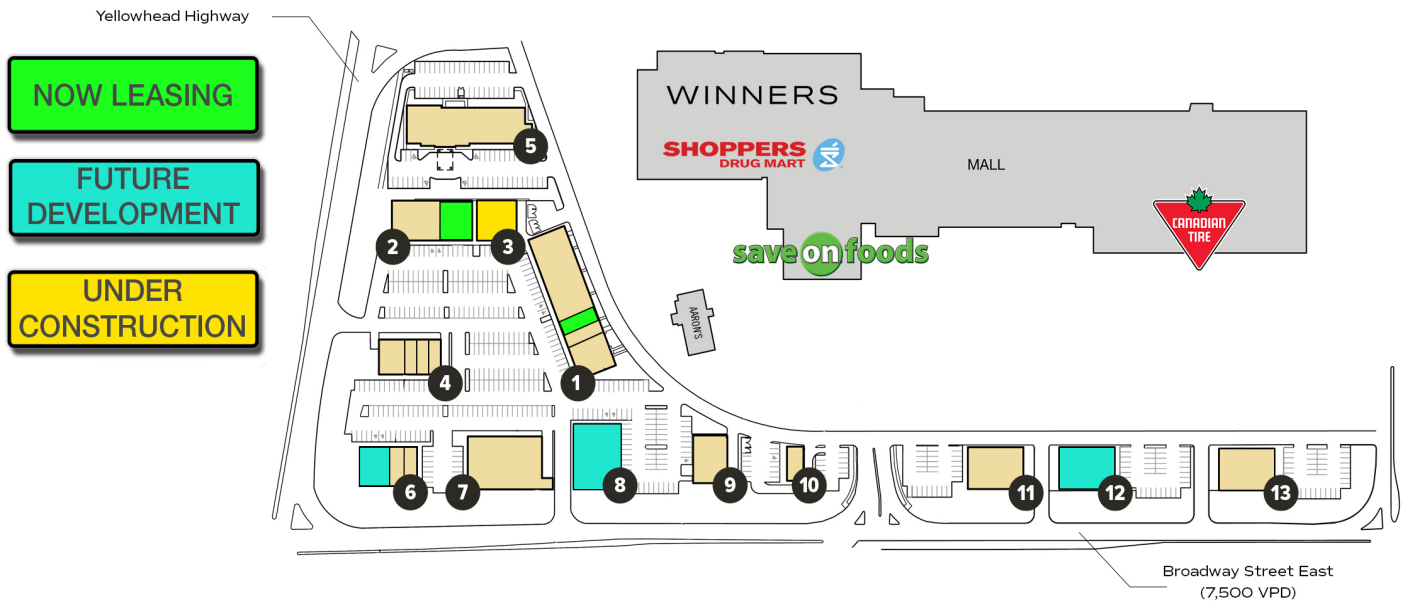 Yellowhead Highway
NOW LEASING
FUTURE
DEVELOPMENT
UNDER
CONSTRUCTION
WINNERS
SHOPPERS
DRUG MART
MALL
CANADIAN
TIRE
save on foods
AARON'S
5
2
3
4
1
6
7
8
9
10
11
12
13
Broadway Street East
(7,500 VPD)